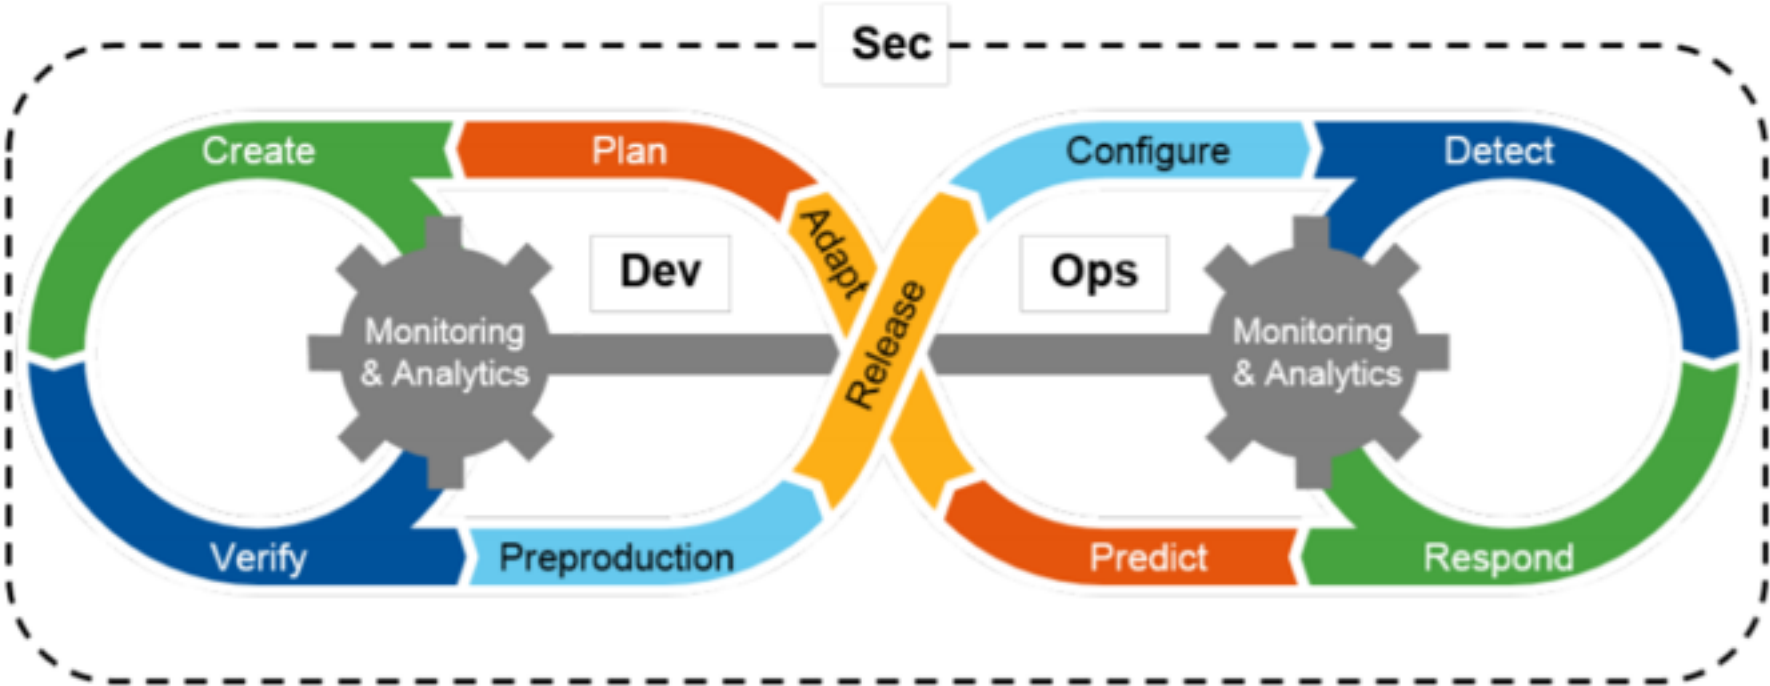 Sec
Create
Plan
Configure
Detect
Adapt
Dev
Ops
Release
Monitoring
& Analytics
Monitoring
& Analytics
Verify
Preproduction
Predict
Respond